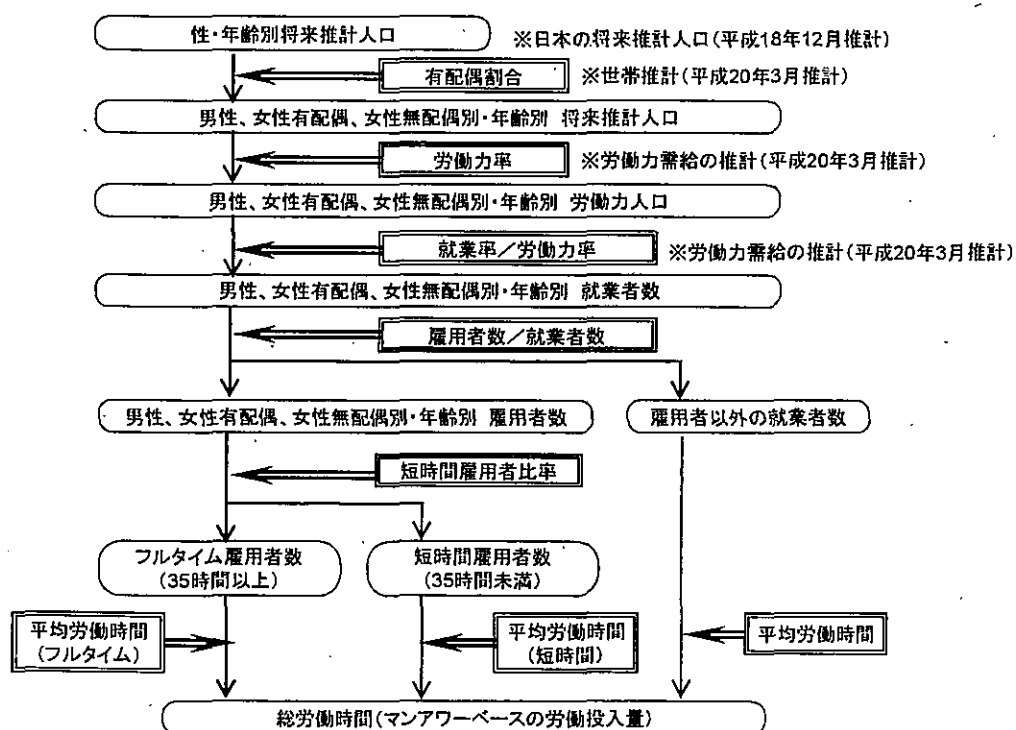 性・年齢別将来推計人口 ※日本の将来推計人口(平成18年12月推計)
有配偶割合 ※世帯推計(平成20年3月推計)
男性、女性有配偶、女性無配偶別・年齢別 将来推計人口
労働力率 ※労働力需給の推計(平成20年3月推計)
男性、女性有配偶、女性無配偶別・年齢別 労働力人口
就業率／労働力率 ※労働力需給の推計(平成20年3月推計)
男性、女性有配偶、女性無配偶別・年齢別 就業者数
雇用者数／就業者数
男性、女性有配偶、女性無配偶別・年齢別 雇用者数
雇用者以外の就業者数
短時間雇用者比率
フルタイム雇用者数
(35時間以上)
短時間雇用者数
(35時間未満)
平均労働時間
(フルタイム)
平均労働時間
(短時間)
平均労働時間
総労働時間(マンアワーベースの労働投入量)